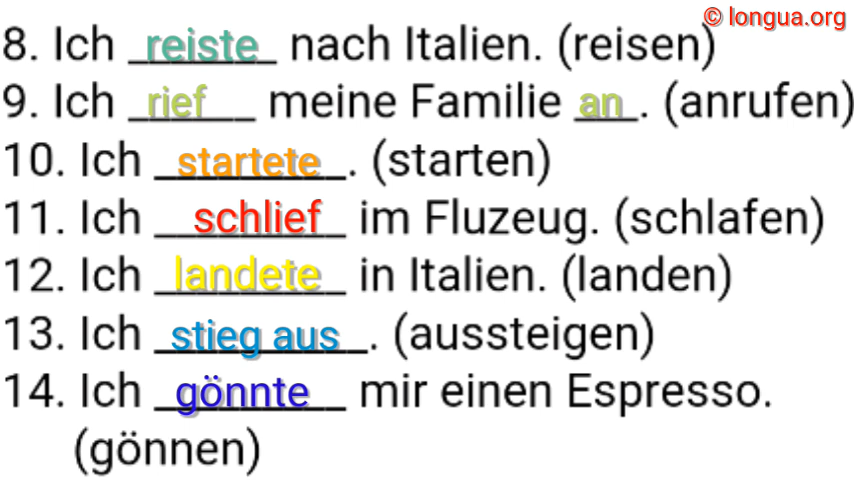 © longua.org
8. Ich reiste nach Italien. (reisen)
9. Ich rief meine Familie an. (anrufen)
10. Ich startete. (starten)
11. Ich schlief im Fluzeug. (schlafen)
12. Ich landete in Italien. (landen)
13. Ich stieg aus. (aussteigen)
14. Ich gönnte mir einen Espresso.
(gönnen)